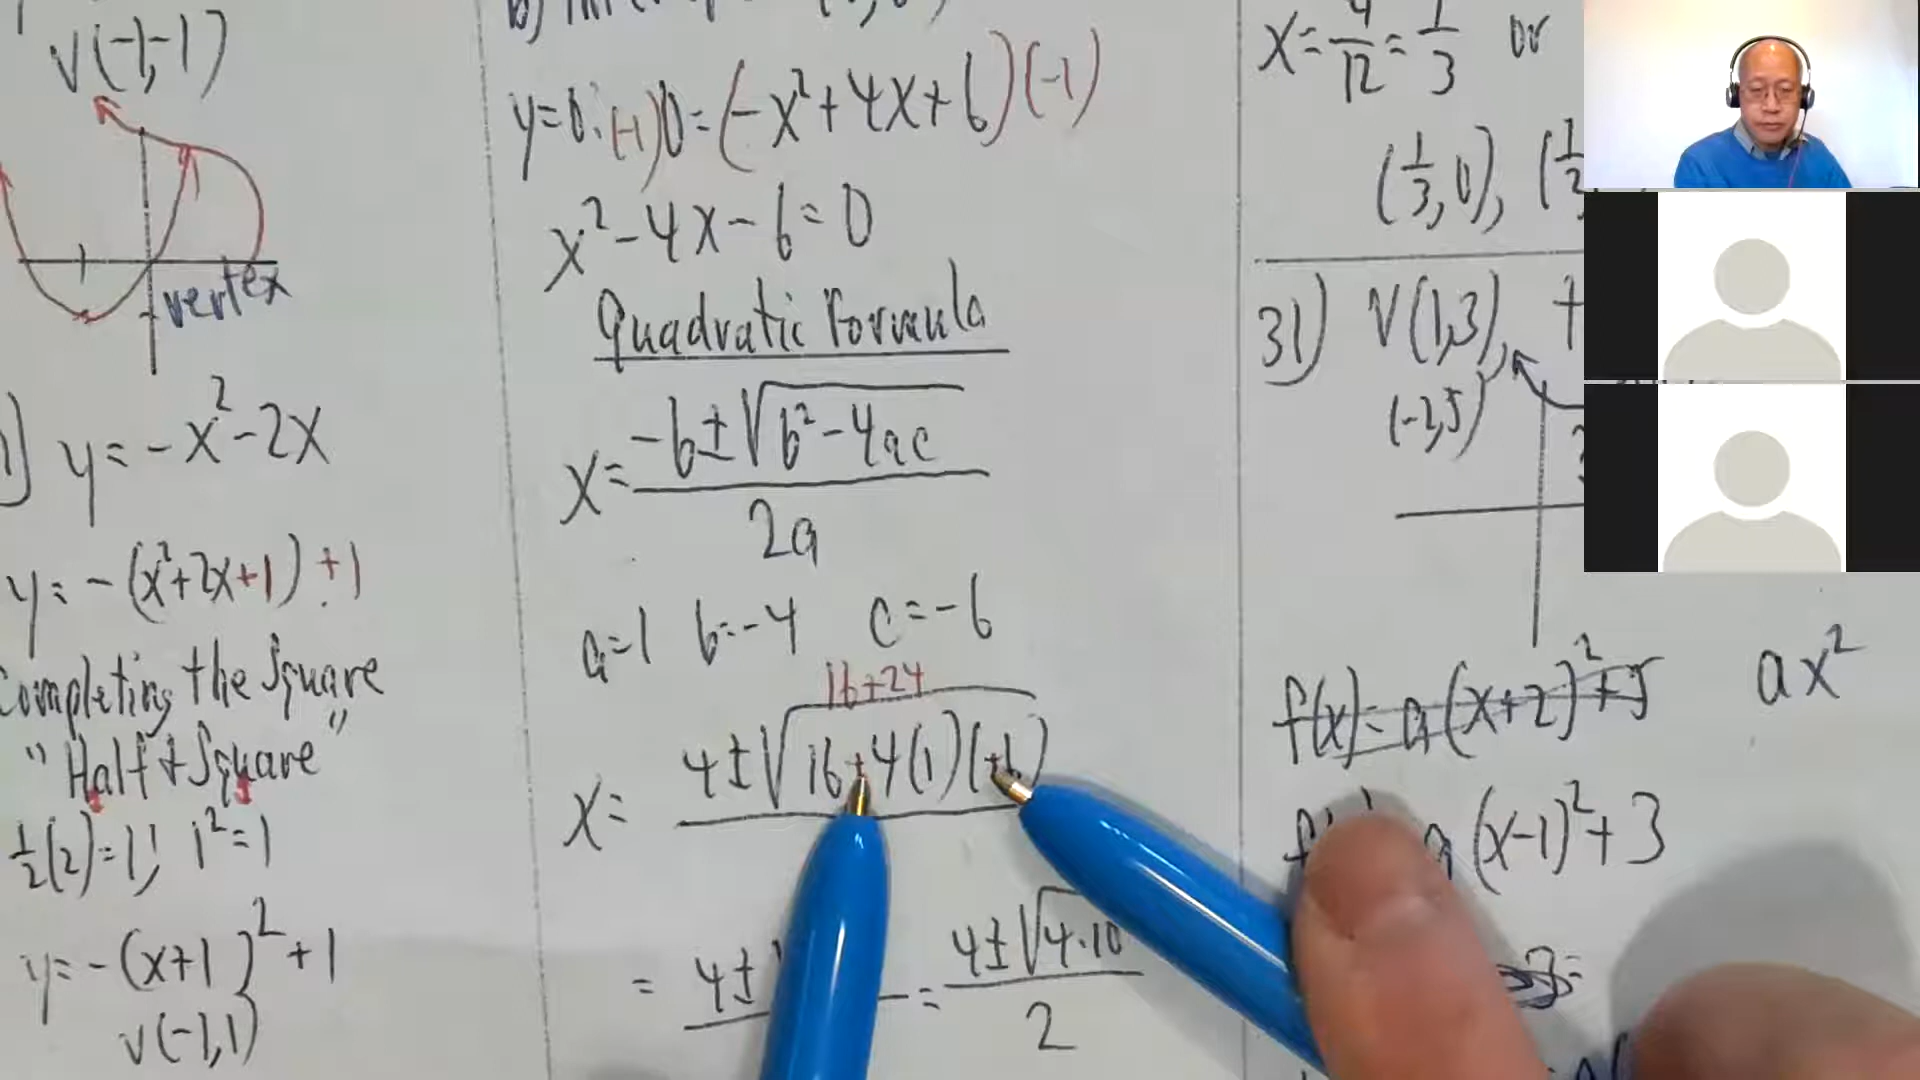 V(-1,-1)
vertex
y = -x² - 2x
y = -(x² + 2x + 1) + 1
Completing the Square
"Half & Square"
½(2) = 1, 1² = 1
y = -(x+1)² + 1
V(-1,1)
y=0: (-1)0 = (-x² + 4x + 6)(-1)
x² - 4x - 6 = 0
Quadratic Formula
x = (-b ± √(b² - 4ac)) / 2a
a=1 b=-4 c=-6
16+24
x = 4 ± √(16 + 4(1)(+6)
= 4 ± = (4 ± √(4·10)) / 2
x = 4/12 = 1/3 or
(1/3, 0), (1/2
31) V(1,3),
(-2,5)
f(x) = a(x+2)² + 5
ax²
a(x-1)² + 3